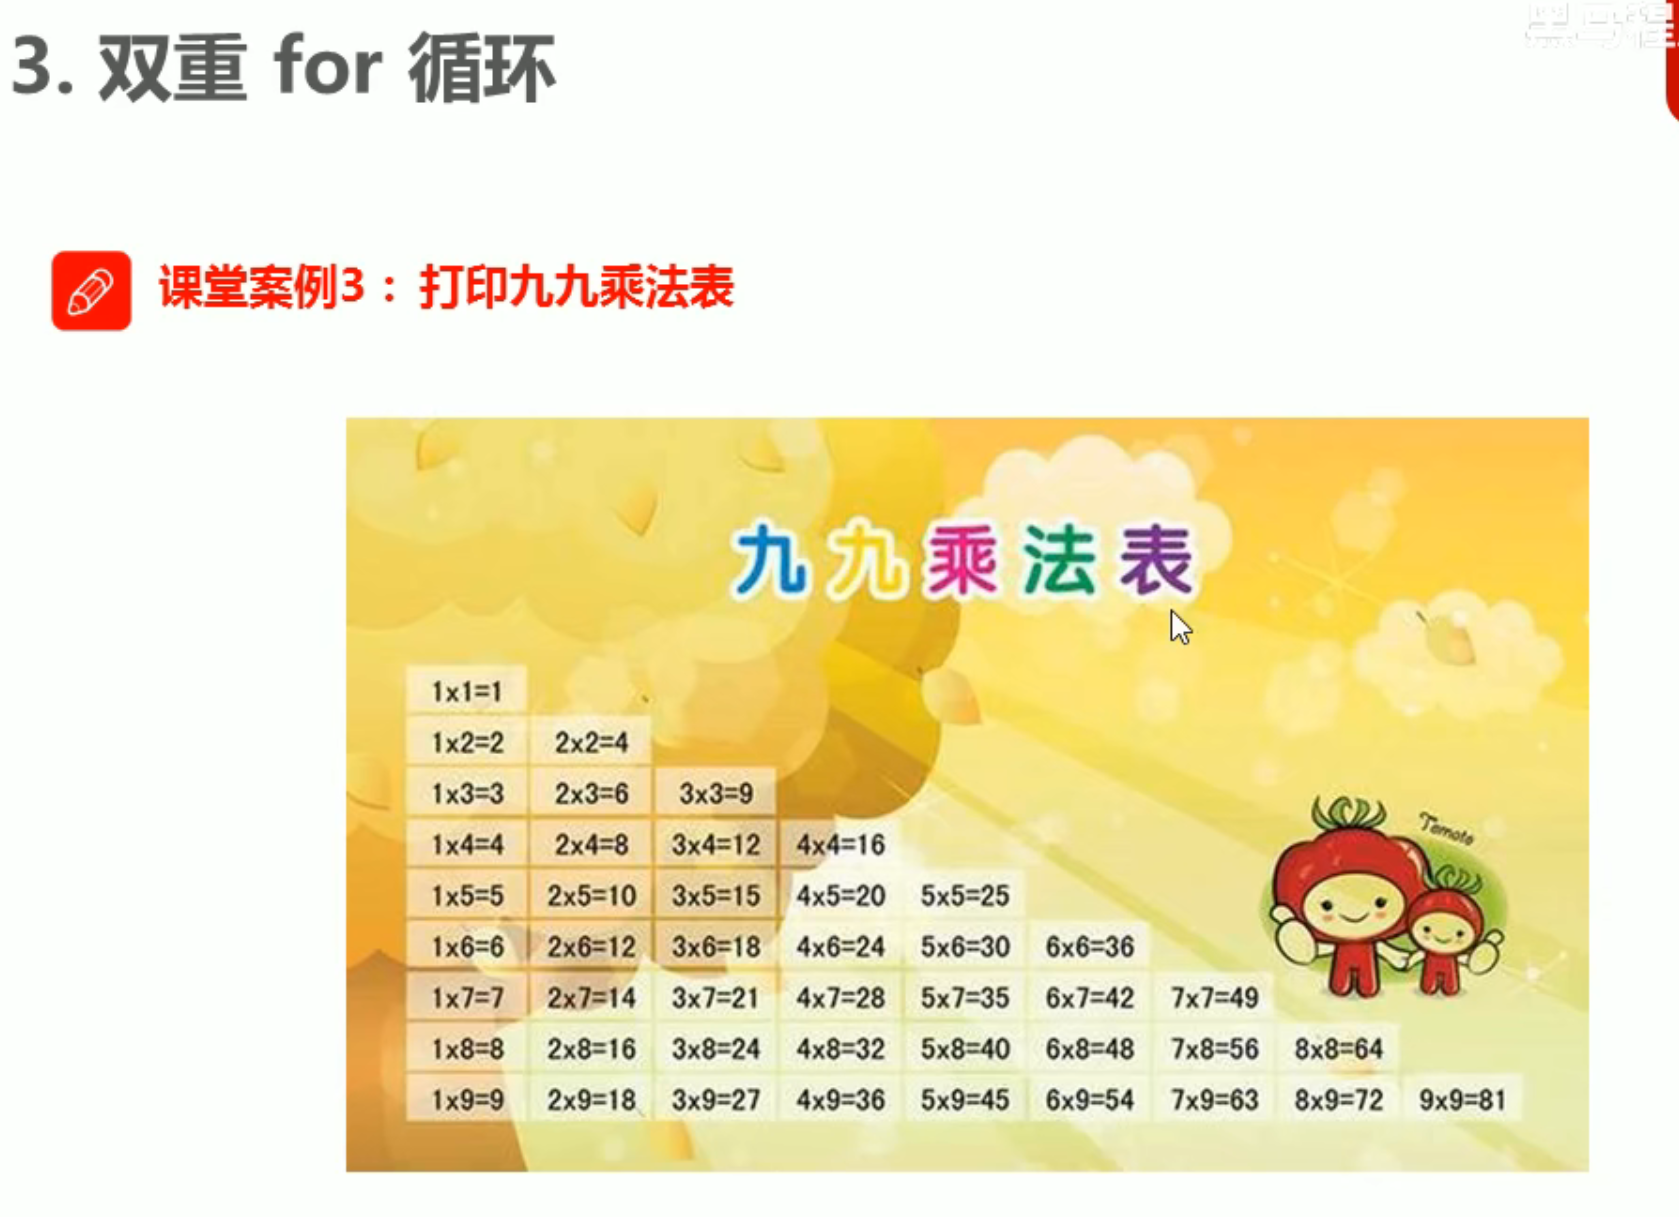 黑马程
3. 双重 for 循环
课堂案例3：打印九九乘法表
九九乘法表
1x1=1
1x2=2 2x2=4
1x3=3 2x3=6 3x3=9
1x4=4 2x4=8 3x4=12 4x4=16
1x5=5 2x5=10 3x5=15 4x5=20 5x5=25
1x6=6 2x6=12 3x6=18 4x6=24 5x6=30 6x6=36
1x7=7 2x7=14 3x7=21 4x7=28 5x7=35 6x7=42 7x7=49
1x8=8 2x8=16 3x8=24 4x8=32 5x8=40 6x8=48 7x8=56 8x8=64
1x9=9 2x9=18 3x9=27 4x9=36 5x9=45 6x9=54 7x9=63 8x9=72 9x9=81
Tomato